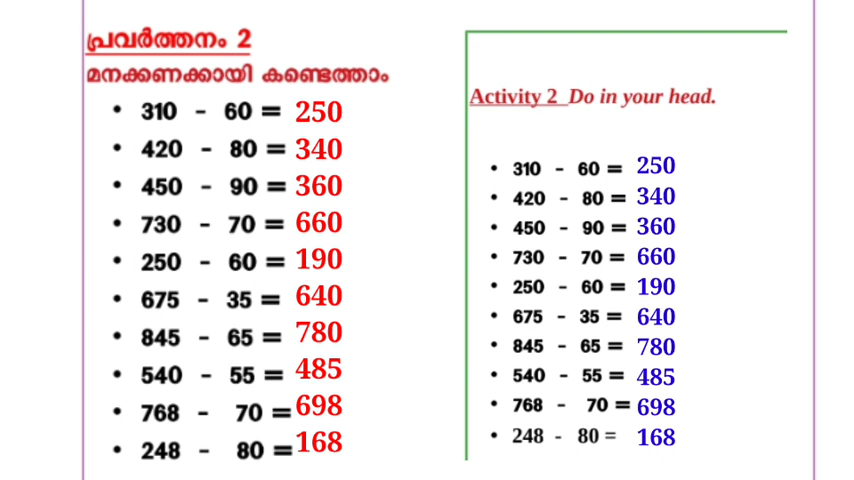 പ്രവർത്തനം 2
മനക്കണക്കായി കണ്ടെത്താം
• 310 - 60 = 250
• 420 - 80 = 340
• 450 - 90 = 360
• 730 - 70 = 660
• 250 - 60 = 190
• 675 - 35 = 640
• 845 - 65 = 780
• 540 - 55 = 485
• 768 - 70 = 698
• 248 - 80 = 168
Activity 2 Do in your head.
• 310 - 60 = 250
• 420 - 80 = 340
• 450 - 90 = 360
• 730 - 70 = 660
• 250 - 60 = 190
• 675 - 35 = 640
• 845 - 65 = 780
• 540 - 55 = 485
• 768 - 70 = 698
• 248 - 80 = 168